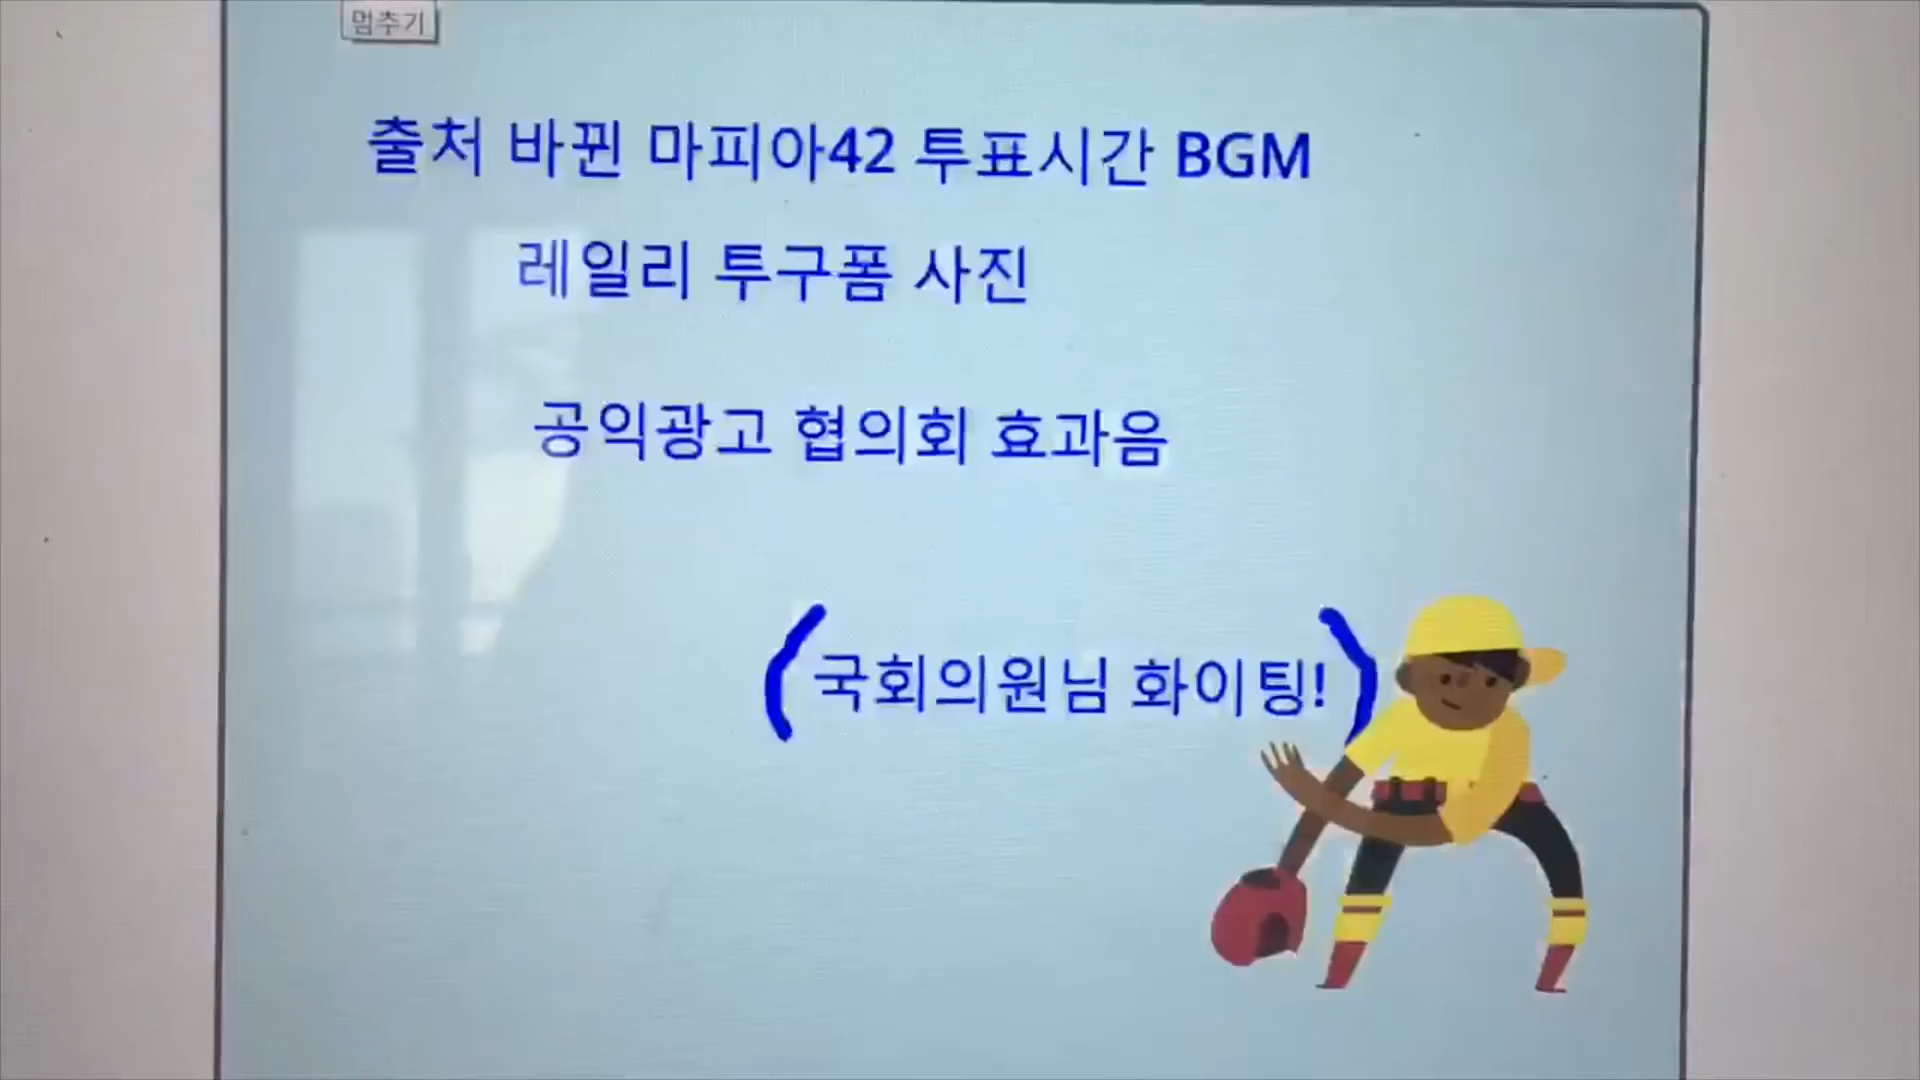 멈추기
출처 바뀐 마피아42 투표시간 BGM
레일리 투구폼 사진
공익광고 협의회 효과음
(국회의원님 화이팅!)